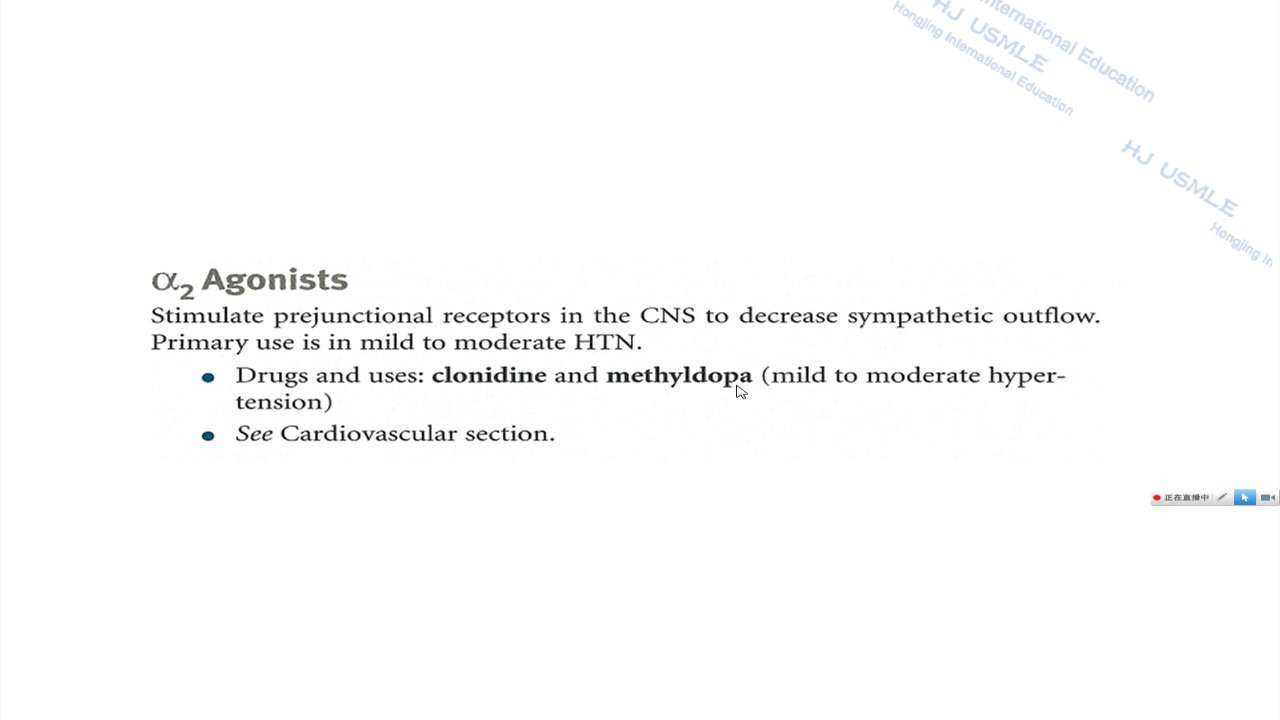 International Education
HJ USMLE
Hongjing International Education
HJ USMLE
Hongjing In
α2 Agonists
Stimulate prejunctional receptors in the CNS to decrease sympathetic outflow.
Primary use is in mild to moderate HTN.
● Drugs and uses: clonidine and methyldopa (mild to moderate hyper-
tension)
● See Cardiovascular section.
正在直播中